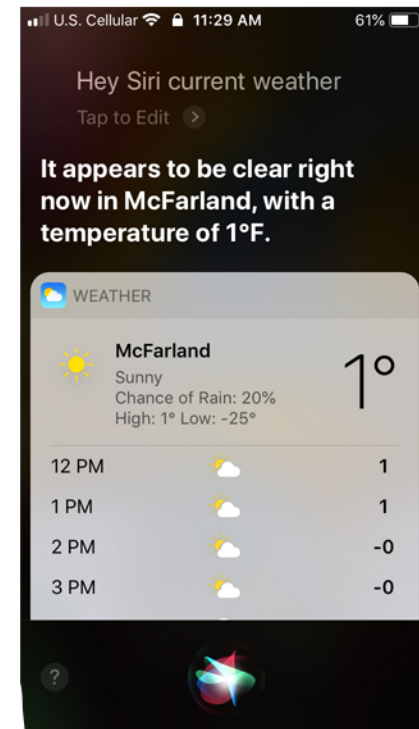 U.S. Cellular 11:29 AM 61%
Hey Siri current weather
Tap to Edit >
It appears to be clear right
now in McFarland, with a
temperature of 1°F.
WEATHER
McFarland
Sunny
Chance of Rain: 20%
High: 1° Low: -25°
1°
12 PM 1
1 PM 1
2 PM -0
3 PM -0
?